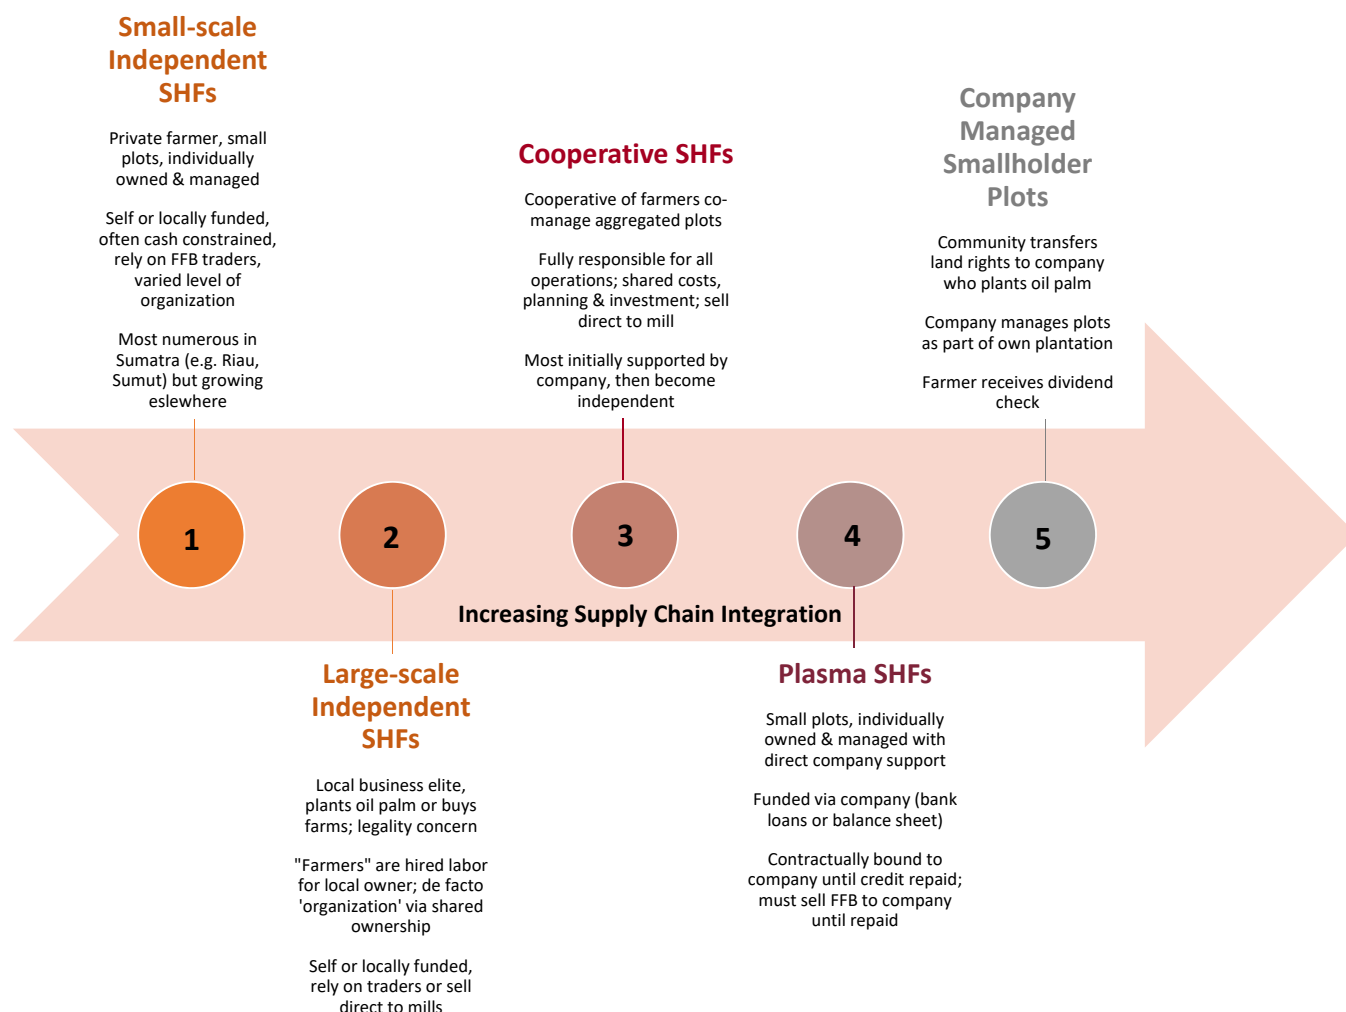 Small-scale
Independent
SHFs
Private farmer, small
plots, individually
owned & managed
Self or locally funded,
often cash constrained,
rely on FFB traders,
varied level of
organization
Most numerous in
Sumatra (e.g. Riau,
Sumut) but growing
eslewhere
Cooperative SHFs
Cooperative of farmers co-
manage aggregated plots
Fully responsible for all
operations; shared costs,
planning & investment; sell
direct to mill
Most initially supported by
company, then become
independent
Company
Managed
Smallholder
Plots
Community transfers
land rights to company
who plants oil palm
Company manages plots
as part of own plantation
Farmer receives dividend
check
1
2
3
4
5
Increasing Supply Chain Integration
Large-scale
Independent
SHFs
Local business elite,
plants oil palm or buys
farms; legality concern
"Farmers" are hired labor
for local owner; de facto
'organization' via shared
ownership
Self or locally funded,
rely on traders or sell
direct to mills
Plasma SHFs
Small plots, individually
owned & managed with
direct company support
Funded via company (bank
loans or balance sheet)
Contractually bound to
company until credit repaid;
must sell FFB to company
until repaid